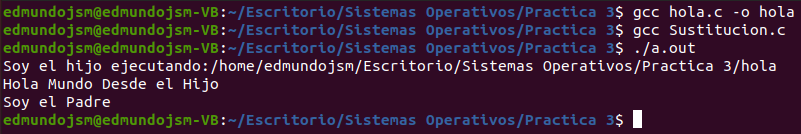 edmundojsm@edmundojsm-VB:~/Escritorio/Sistemas Operativos/Practica 3$ gcc hola.c -o hola
edmundojsm@edmundojsm-VB:~/Escritorio/Sistemas Operativos/Practica 3$ gcc Sustitucion.c
edmundojsm@edmundojsm-VB:~/Escritorio/Sistemas Operativos/Practica 3$ ./a.out
Soy el hijo ejecutando:/home/edmundojsm/Escritorio/Sistemas Operativos/Practica 3/hola
Hola Mundo Desde el Hijo
Soy el Padre
edmundojsm@edmundojsm-VB:~/Escritorio/Sistemas Operativos/Practica 3$